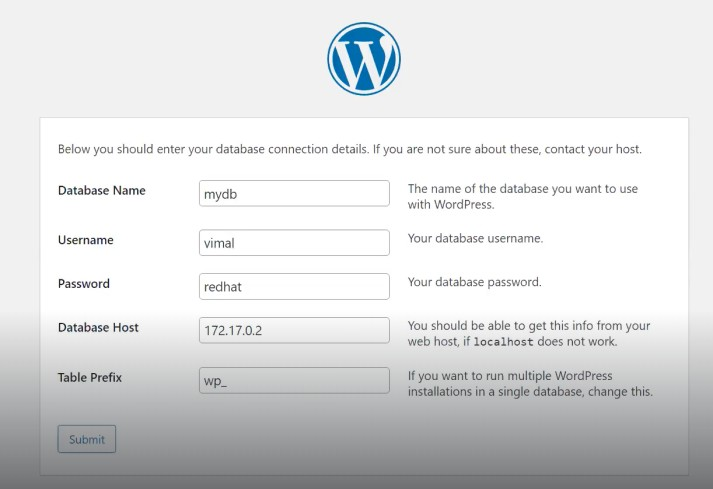 Below you should enter your database connection details. If you are not sure about these, contact your host.
Database Name
mydb
The name of the database you want to use
with WordPress.
Username
vimal
Your database username.
Password
redhat
Your database password.
Database Host
172.17.0.2
You should be able to get this info from your
web host, if localhost does not work.
Table Prefix
wp_
If you want to run multiple WordPress
installations in a single database, change this.
Submit